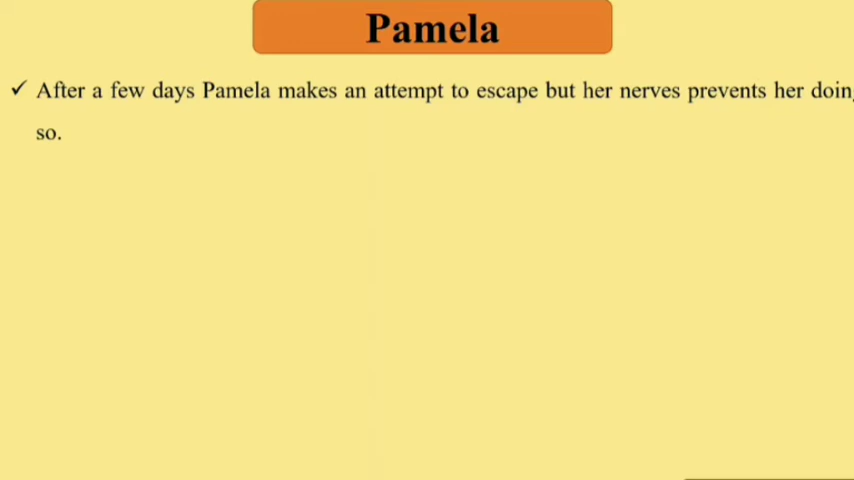 Pamela
✓ After a few days Pamela makes an attempt to escape but her nerves prevents her doin
so.